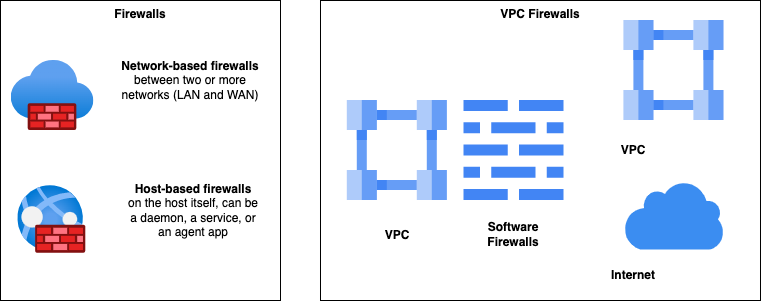 Firewalls
Network-based firewalls
between two or more
networks (LAN and WAN)
Host-based firewalls
on the host itself, can be
a daemon, a service, or
an agent app
VPC Firewalls
VPC
Software
Firewalls
VPC
Internet